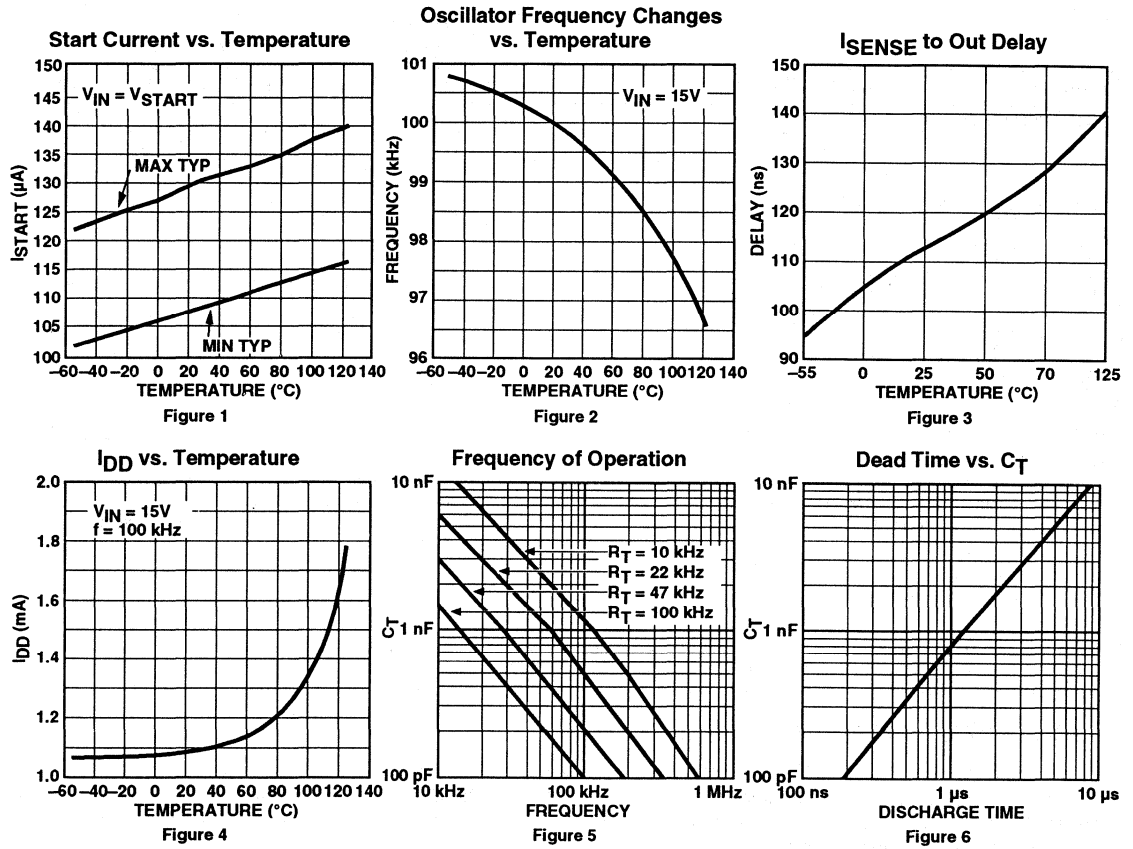 Start Current vs. Temperature
150
145
140
135
130
125
120
115
110
105
100
ISTART (µA)
VIN = VSTART
MAX TYP
MIN TYP
–60 –40 –20 0 20 40 60 80 100 120 140
TEMPERATURE (°C)
Figure 1
Oscillator Frequency Changes
vs. Temperature
101
100
99
98
97
96
FREQUENCY (kHz)
VIN = 15V
–60 –40 –20 0 20 40 60 80 100 120 140
TEMPERATURE (°C)
Figure 2
ISENSE to Out Delay
150
140
130
120
110
100
90
DELAY (ns)
–55 0 25 50 70 125
TEMPERATURE (°C)
Figure 3
IDD vs. Temperature
2.0
1.8
1.6
1.4
1.2
1.0
IDD (mA)
VIN = 15V
f = 100 kHz
–60 –40 –20 0 20 40 60 80 100 120 140
TEMPERATURE (°C)
Figure 4
Frequency of Operation
10 nF
CT 1 nF
100 pF
RT = 10 kHz
RT = 22 kHz
RT = 47 kHz
RT = 100 kHz
10 kHz 100 kHz 1 MHz
FREQUENCY
Figure 5
Dead Time vs. CT
10 nF
CT 1 nF
100 pF
100 ns 1 µs 10 µs
DISCHARGE TIME
Figure 6